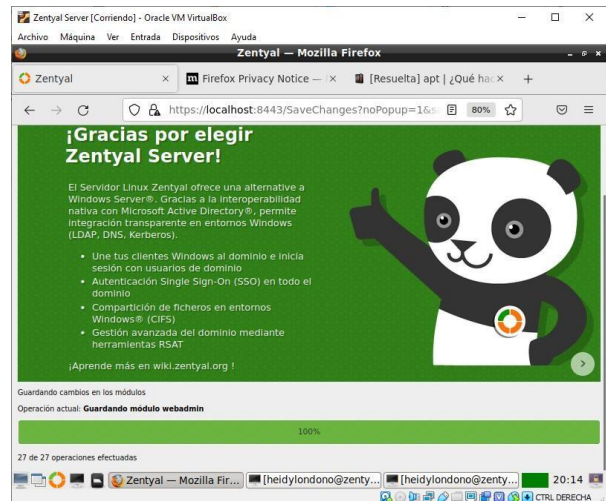 Zentyal Server [Corriendo] - Oracle VM VirtualBox
Archivo Máquina Ver Entrada Dispositivos Ayuda
Zentyal — Mozilla Firefox
Zentyal
Firefox Privacy Notice —
[Resuelta] apt | ¿Qué hac
https://localhost:8443/SaveChanges?noPopup=1&s
80%
¡Gracias por elegir
Zentyal Server!
El Servidor Linux Zentyal ofrece una alternative a
Windows Server®. Gracias a la interoperabilidad
nativa con Microsoft Active Directory®, permite
integración transparente en entornos Windows
(LDAP, DNS, Kerberos).
• Une tus clientes Windows al dominio e inicia
sesión con usuarios de dominio
• Autenticación Single Sign-On (SSO) en todo el
dominio
• Compartición de ficheros en entornos
Windows® (CIFS)
• Gestión avanzada del dominio mediante
herramientas RSAT
¡Aprende más en wiki.zentyal.org !
Guardando cambios en los módulos
Operación actual: Guardando módulo webadmin
100%
27 de 27 operaciones efectuadas
Zentyal — Mozilla Fir...
[heidylondono@zenty...
[heidylondono@zenty...
20:14
CTRL DERECHA